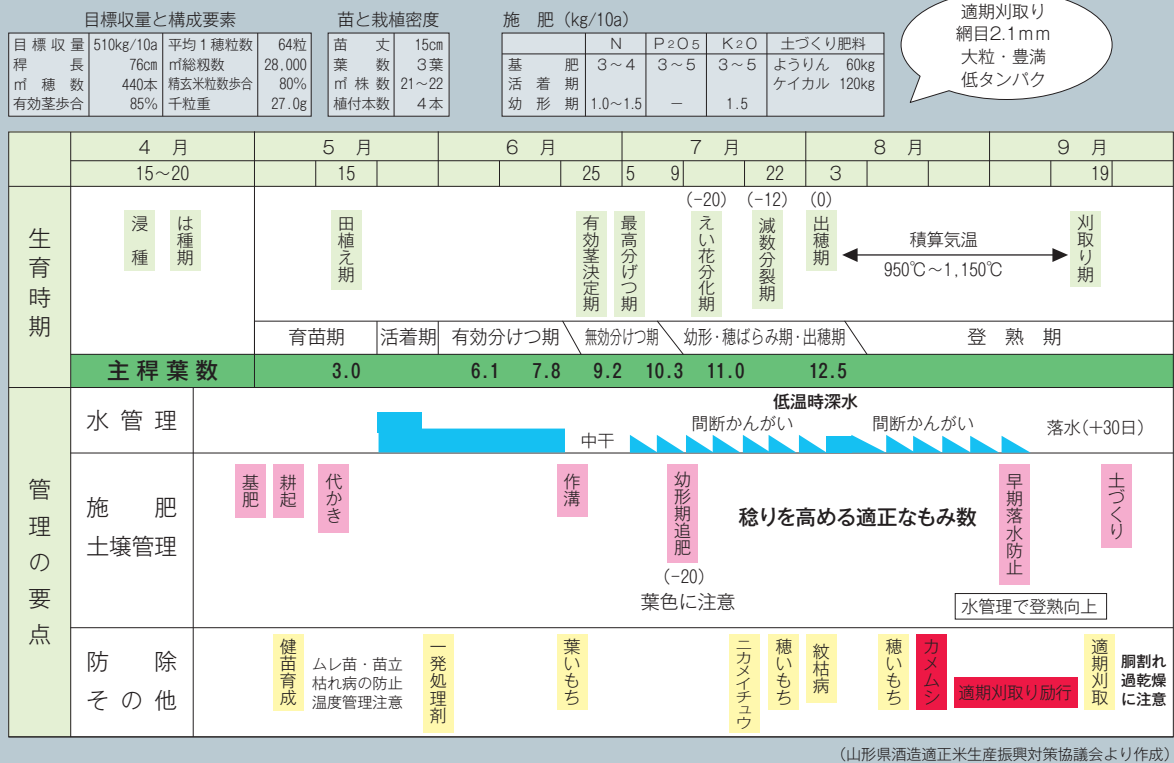 目標収量と構成要素
目標収量 510kg/10a 平均1穂粒数 64粒
稈長 76cm ㎡総籾数 28.000
㎡穂数 440本 精玄米粒数歩合 80%
有効茎歩合 85% 千粒重 27.0g
苗と栽植密度
苗丈 15cm
葉数 3葉
㎡株数 21〜22
植付本数 4本
施肥(kg/10a)
N P2O5 K2O 土づくり肥料
基肥 3〜4 3〜5 3〜5 ようりん 60kg
活着期 ケイカル 120kg
幼形期 1.0〜1.5 − 1.5
適期刈取り
網目2.1mm
大粒・豊満
低タンパク
4月 5月 6月 7月 8月 9月
15〜20 15 25 5 9 22 3 19
生育時期
(−20) (−12) (0)
浸種
は種期
田植え期
有効茎決定期
最高分げつ期
えい花分化期
減数分裂期
出穂期
積算気温
950℃〜1,150℃
刈取り期
育苗期 活着期 有効分けつ期 無効分けつ期 幼形・穂ばらみ期・出穂期 登熟期
主稈葉数 3.0 6.1 7.8 9.2 10.3 11.0 12.5
管理の要点
水管理
中干
低温時深水
間断かんがい
間断かんがい
落水(+30日)
施肥
土壌管理
基肥
耕起
代かき
作溝
幼形期追肥
(−20)
葉色に注意
稔りを高める適正なもみ数
早期落水防止
水管理で登熟向上
土づくり
防除
その他
健苗育成
ムレ苗・苗立
枯れ病の防止
温度管理注意
一発処理剤
葉いもち
ニカメイチュウ
穂いもち
紋枯病
穂いもち
カメムシ
適期刈取り励行
適期刈取
胴割れ
過乾燥
に注意
(山形県酒造適正米生産振興対策協議会より作成)